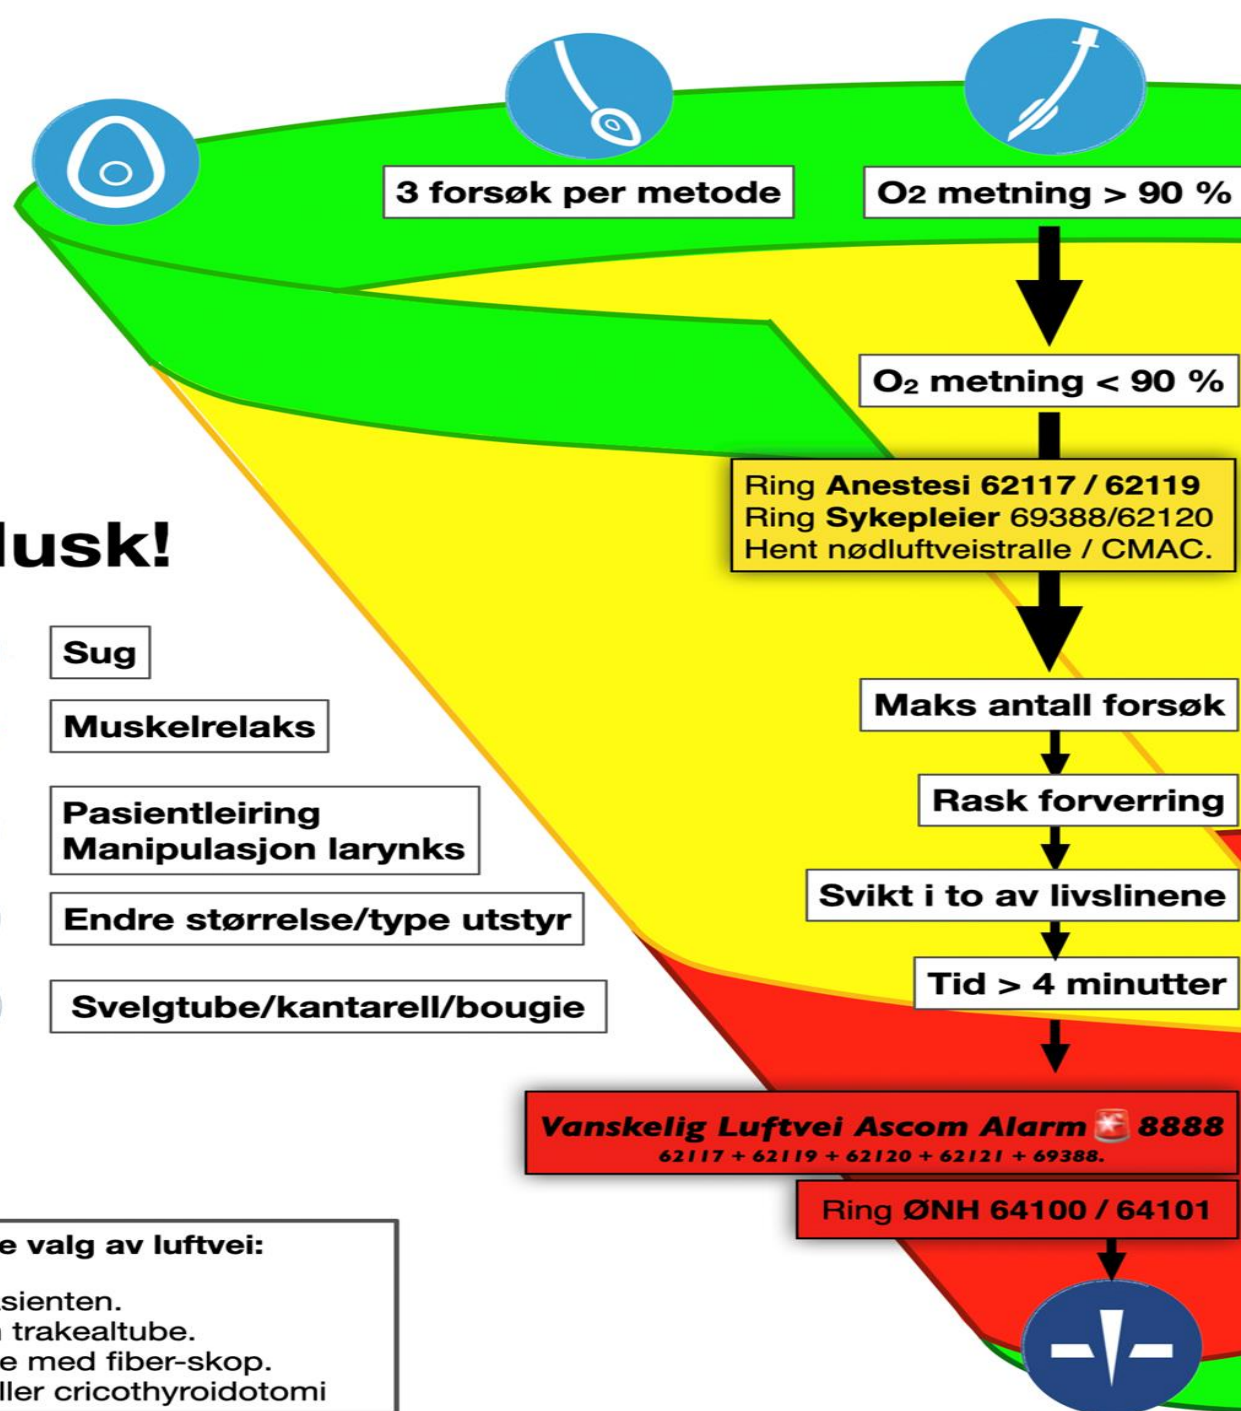 3 forsøk per metode
O2 metning > 90 %
O₂ metning < 90 %
Ring Anestesi 62117 / 62119
Ring Sykepleier 69388/62120
Hent nødluftveistralle / CMAC.
Sug
Muskelrelaks
Pasientleiring
Manipulasjon larynks
Endre størrelse/type utstyr
Svelgtube/kantarell/bougie
Maks antall forsøk
Rask forverring
Svikt i to av livslinene
Tid > 4 minutter
Vanskelig Luftvei Ascom Alarm 🚨 8888
62117 + 62119 + 62120 + 62121 + 69388.
Ring ØNH 64100 / 64101
valg av luftvei:
trakealtube.
med fiber-skop.
cricothyroidotomi